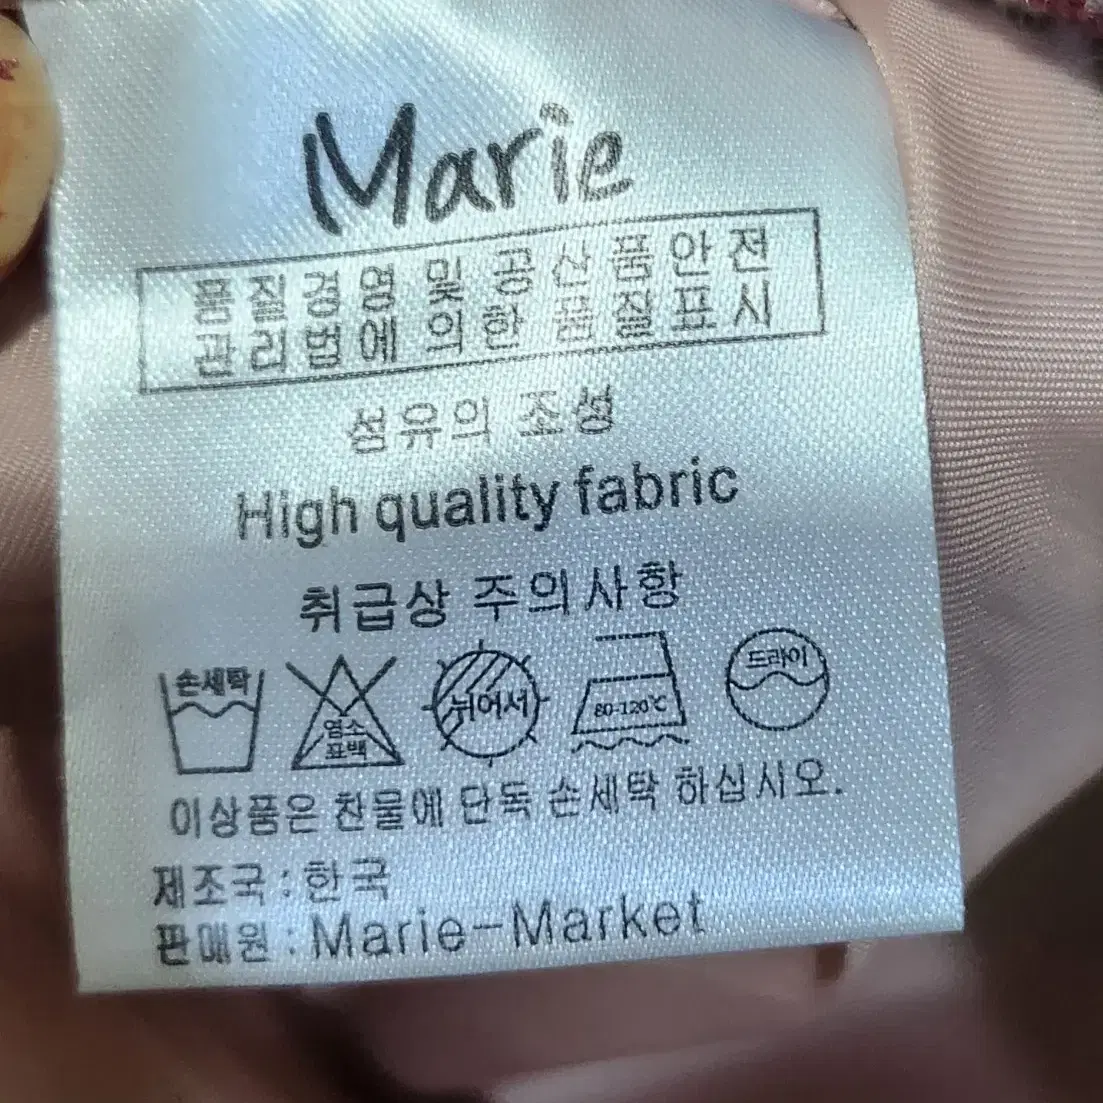 Marie
품질경영 및 공산품안전
관리법에 의한 품질표시
섬유의 조성
High quality fabric
취급상 주의사항
손세탁
염소
표백
뉘어서
80-120℃
드라이
이상품은 찬물에 단독 손세탁 하십시오.
제조국 : 한국
판매원 : Marie-Market